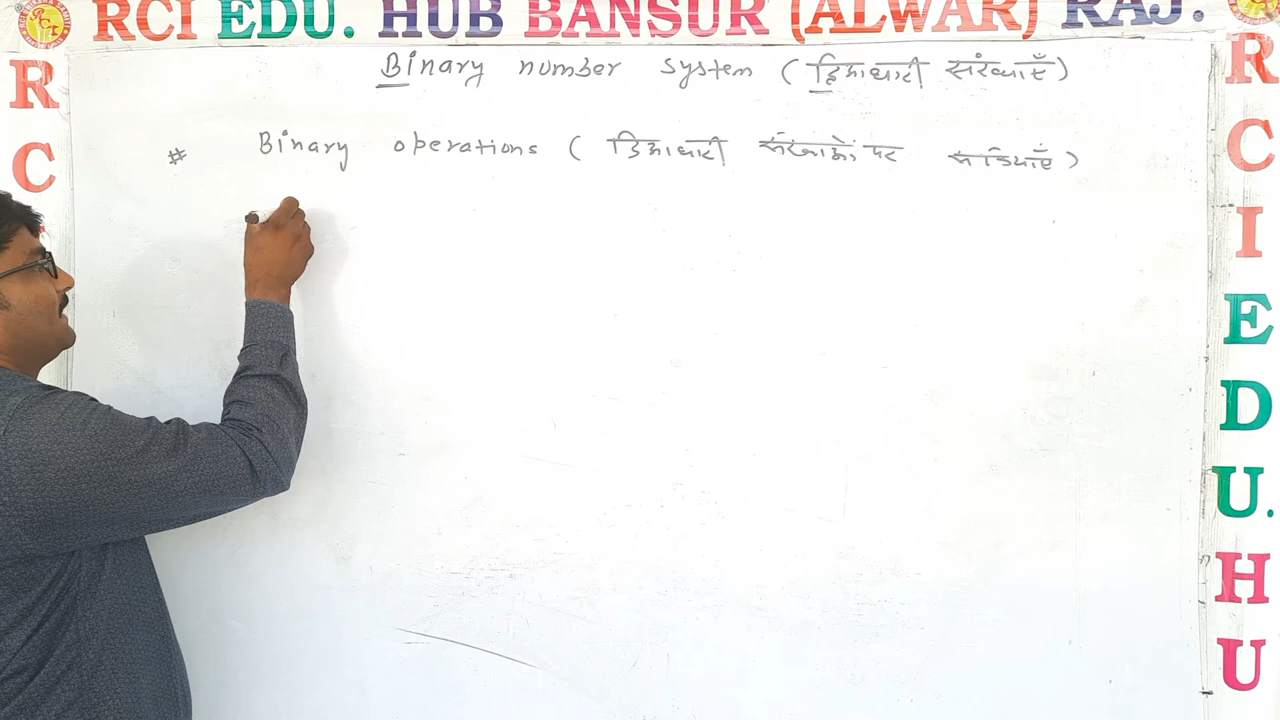 RCI EDU. HUB BANSUR (ALWAR) RAJ.
Binary number system (द्विआधारी संख्याएँ)
# Binary operations (द्विआधारी संख्याओं पर संक्रियाएँ)
R
C
R
C
I
E
D
U.
H
U